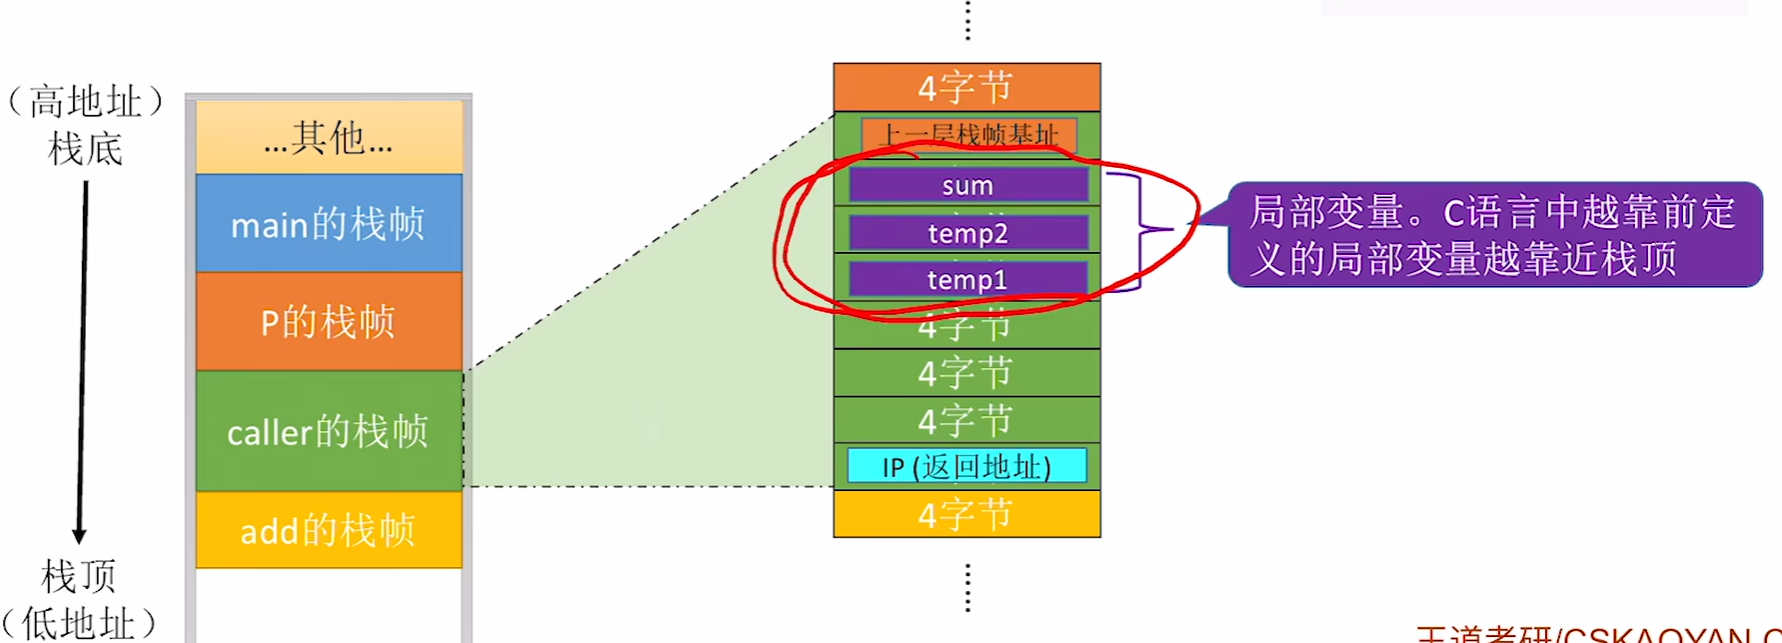 （高地址）
栈底
栈顶
（低地址）
...其他...
main的栈帧
P的栈帧
caller的栈帧
add的栈帧
4字节
上一层栈帧基址
sum
temp2
temp1
4字节
4字节
4字节
IP (返回地址)
4字节
局部变量。C语言中越靠前定
义的局部变量越靠近栈顶
王道考研/CSKAOYAN.C